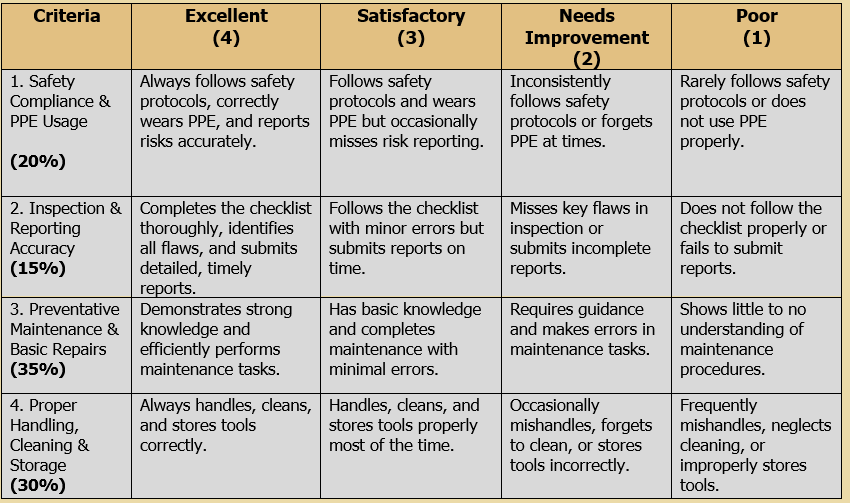 Criteria
Excellent
(4)
Satisfactory
(3)
Needs
Improvement
(2)
Poor
(1)
1. Safety
Compliance &
PPE Usage
(20%)
Always follows safety
protocols, correctly
wears PPE, and reports
risks accurately.
Follows safety
protocols and wears
PPE but occasionally
misses risk reporting.
Inconsistently
follows safety
protocols or forgets
PPE at times.
Rarely follows safety
protocols or does
not use PPE
properly.
2. Inspection &
Reporting
Accuracy
(15%)
Completes the checklist
thoroughly, identifies
all flaws, and submits
detailed, timely
reports.
Follows the checklist
with minor errors but
submits reports on
time.
Misses key flaws in
inspection or
submits incomplete
reports.
Does not follow the
checklist properly or
fails to submit
reports.
3. Preventative
Maintenance &
Basic Repairs
(35%)
Demonstrates strong
knowledge and
efficiently performs
maintenance tasks.
Has basic knowledge
and completes
maintenance with
minimal errors.
Requires guidance
and makes errors in
maintenance tasks.
Shows little to no
understanding of
maintenance
procedures.
4. Proper
Handling,
Cleaning &
Storage
(30%)
Always handles, cleans,
and stores tools
correctly.
Handles, cleans, and
stores tools properly
most of the time.
Occasionally
mishandles, forgets
to clean, or stores
tools incorrectly.
Frequently
mishandles, neglects
cleaning, or
improperly stores
tools.